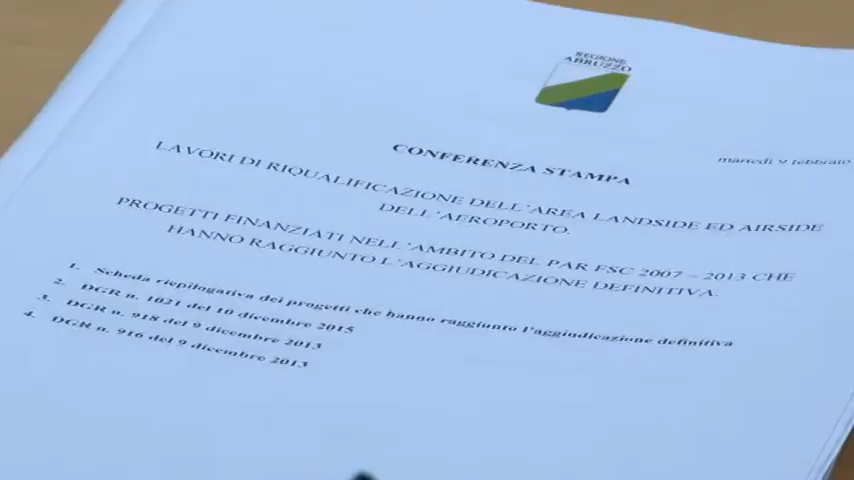 REGIONE
ABRUZZO
martedì 9 febbraio
CONFERENZA STAMPA
LAVORI DI RIQUALIFICAZIONE DELL'AREA LANDSIDE ED AIRSIDE
DELL'AEROPORTO.
PROGETTI FINANZIATI NELL'AMBITO DEL PAR FSC 2007 – 2013 CHE
HANNO RAGGIUNTO L'AGGIUDICAZIONE DEFINITIVA.
1. Scheda riepilogativa dei progetti che hanno raggiunto l'aggindicazione definitiva
2. DGR n. 1021 del 10 dicembre 2015
3. DGR n. 918 del 9 dicembre 2013
4. DGR n. 916 del 9 dicembre 2013